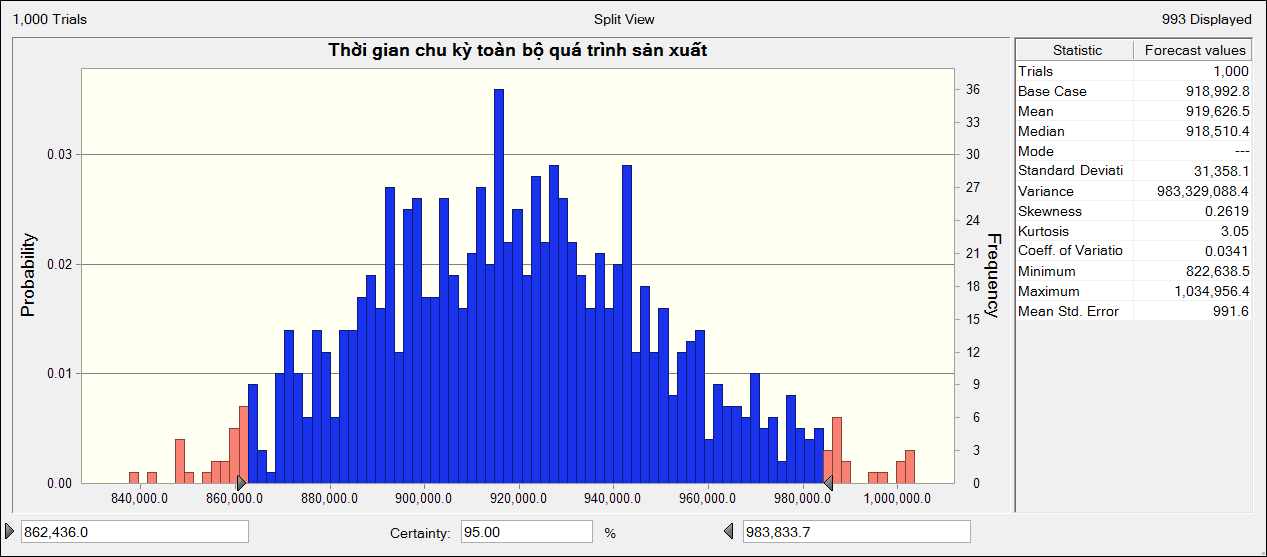 1,000 Trials Split View 993 Displayed
Thời gian chu kỳ toàn bộ quá trình sản xuất
Probability
0.03
0.02
0.01
0.00
36
33
30
27
24
21
18
15
12
9
6
3
0
Frequency
840,000.0 860,000.0 880,000.0 900,000.0 920,000.0 940,000.0 960,000.0 980,000.0 1,000,000.0
Statistic Forecast values
Trials 1,000
Base Case 918,992.8
Mean 919,626.5
Median 918,510.4
Mode ---
Standard Deviati 31,358.1
Variance 983,329,088.4
Skewness 0.2619
Kurtosis 3.05
Coeff. of Variatio 0.0341
Minimum 822,638.5
Maximum 1,034,956.4
Mean Std. Error 991.6
862,436.0 Certainty: 95.00 % 983,833.7